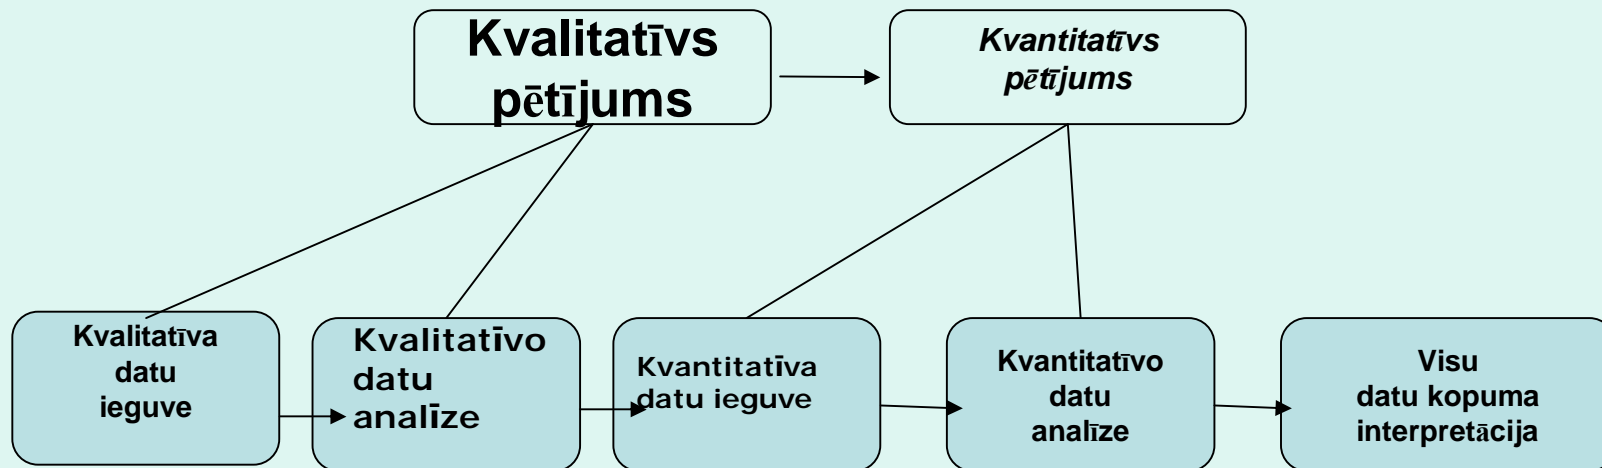 Kvalitatīvs
pētījums
Kvantitatīvs
pētījums
Kvalitatīva
datu
ieguve
Kvalitatīvo
datu
analīze
Kvantitatīva
datu ieguve
Kvantitatīvo
datu
analīze
Visu
datu kopuma
interpretācija